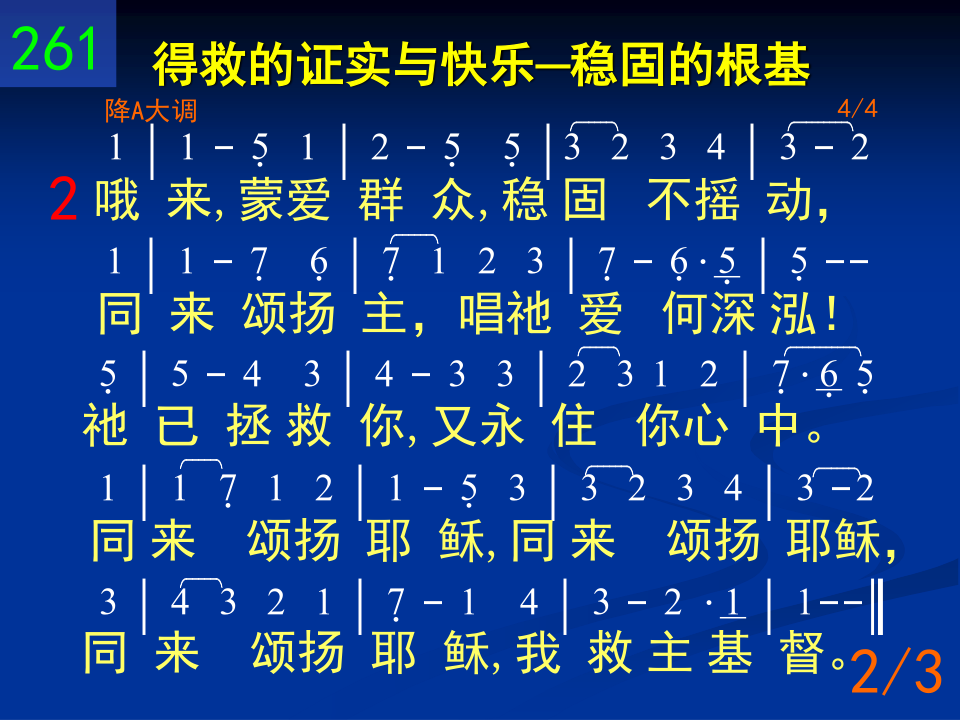 261
得救的证实与快乐—稳固的根基
降A大调 4/4
1 | 1 - 5̣ 1 | 2 - 5̣ 5̣ | 3 2 3 4 | 3 - 2
2 哦 来,蒙爱 群 众,稳 固 不摇 动,
1 | 1 - 7̣ 6̣ | 7̣ 1 2 3 | 7̣ - 6̣ · 5̣ | 5̣ - -
同 来 颂扬 主, 唱祂 爱 何深 泓!
5̣ | 5 - 4 3 | 4 - 3 3 | 2 3 1 2 | 7̣ · 6̣ 5̣
祂 已 拯 救 你,又永 住 你心 中。
1 | 1 7̣ 1 2 | 1 - 5̣ 3 | 3 2 3 4 | 3 - 2
同 来 颂扬 耶 稣,同 来 颂扬 耶稣,
3 | 4 3 2 1 | 7̣ - 1 4 | 3 - 2 · 1 | 1 - - ‖
同 来 颂扬 耶 稣,我 救 主 基 督。
2/3